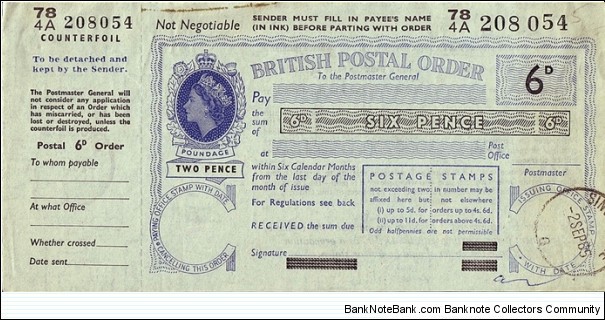 78
4A 208054
COUNTERFOIL
To be detached and
kept by the Sender.
The Postmaster General will
not consider any application
in respect of an Order which
has miscarried, or has been
lost or destroyed, unless the
counterfoil is produced.
Postal 6D Order
To whom payable
At what Office
Whether crossed
Date sent
Not Negotiable
SENDER MUST FILL IN PAYEE'S NAME
(IN INK) BEFORE PARTING WITH ORDER
78
4A 208 054
BRITISH POSTAL ORDER
To the Postmaster General
6D
Pay
the
sum
of
6D SIX PENCE 6D
at
Post
Office
POUNDAGE
TWO PENCE
within Six Calendar Months
from the last day of the
month of issue
For Regulations see back
RECEIVED the sum due
Signature
POSTAGE STAMPS
not exceeding two in number may be
affixed here but not elsewhere
(i) up to 5d. for orders up to 4s. 6d.
(ii) up to 11d. for orders above 4s. 6d.
Odd halfpennies are not permissible
Postmaster
PAYING OFFICE STAMP WITH DATE
CANCELLING THIS ORDER
ISSUING OFFICE STAMP
WITH DATE
2SEP
BankNoteBank.com and Banknote Collectors Community